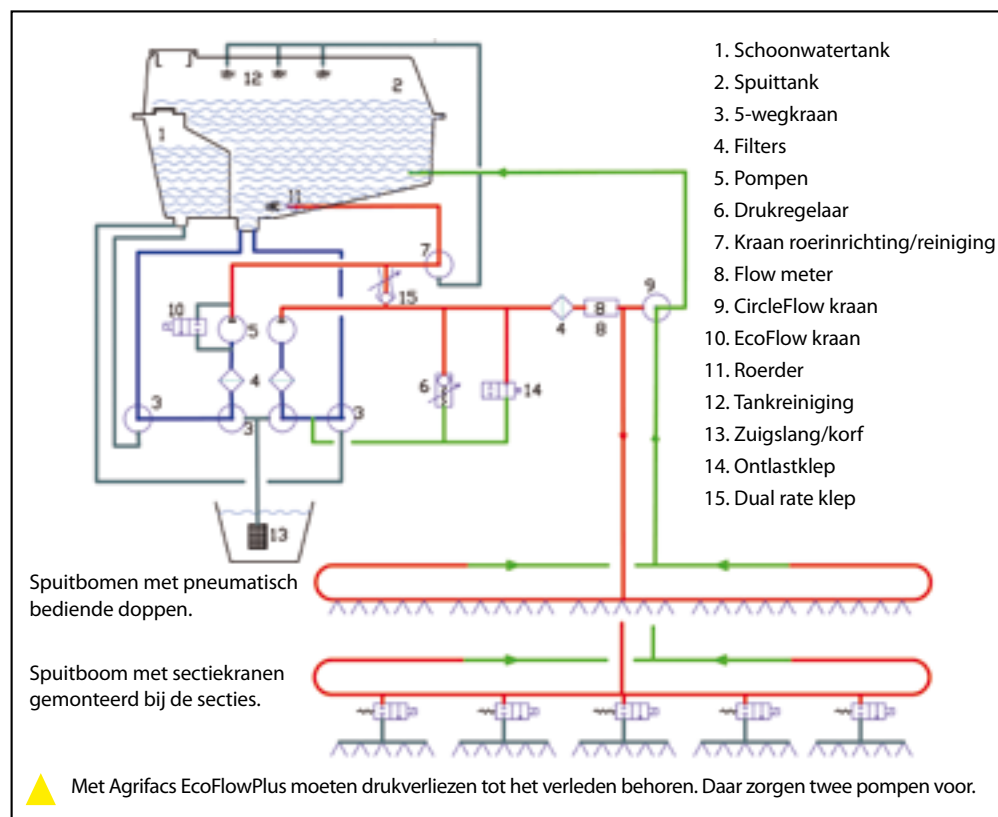 12
2
1
11
7
15
9
10
5
8
4
8
4
6
14
3
3
3
13
1. Schoonwatertank
2. Spuittank
3. 5-wegkraan
4. Filters
5. Pompen
6. Drukregelaar
7. Kraan roerinrichting/reiniging
8. Flow meter
9. CircleFlow kraan
10. EcoFlow kraan
11. Roerder
12. Tankreiniging
13. Zuigslang/korf
14. Ontlastklep
15. Dual rate klep
Spuitbomen met pneumatisch
bediende doppen.
Spuitboom met sectiekranen
gemonteerd bij de secties.
Met Agrifacs EcoFlowPlus moeten drukverliezen tot het verleden behoren. Daar zorgen twee pompen voor.